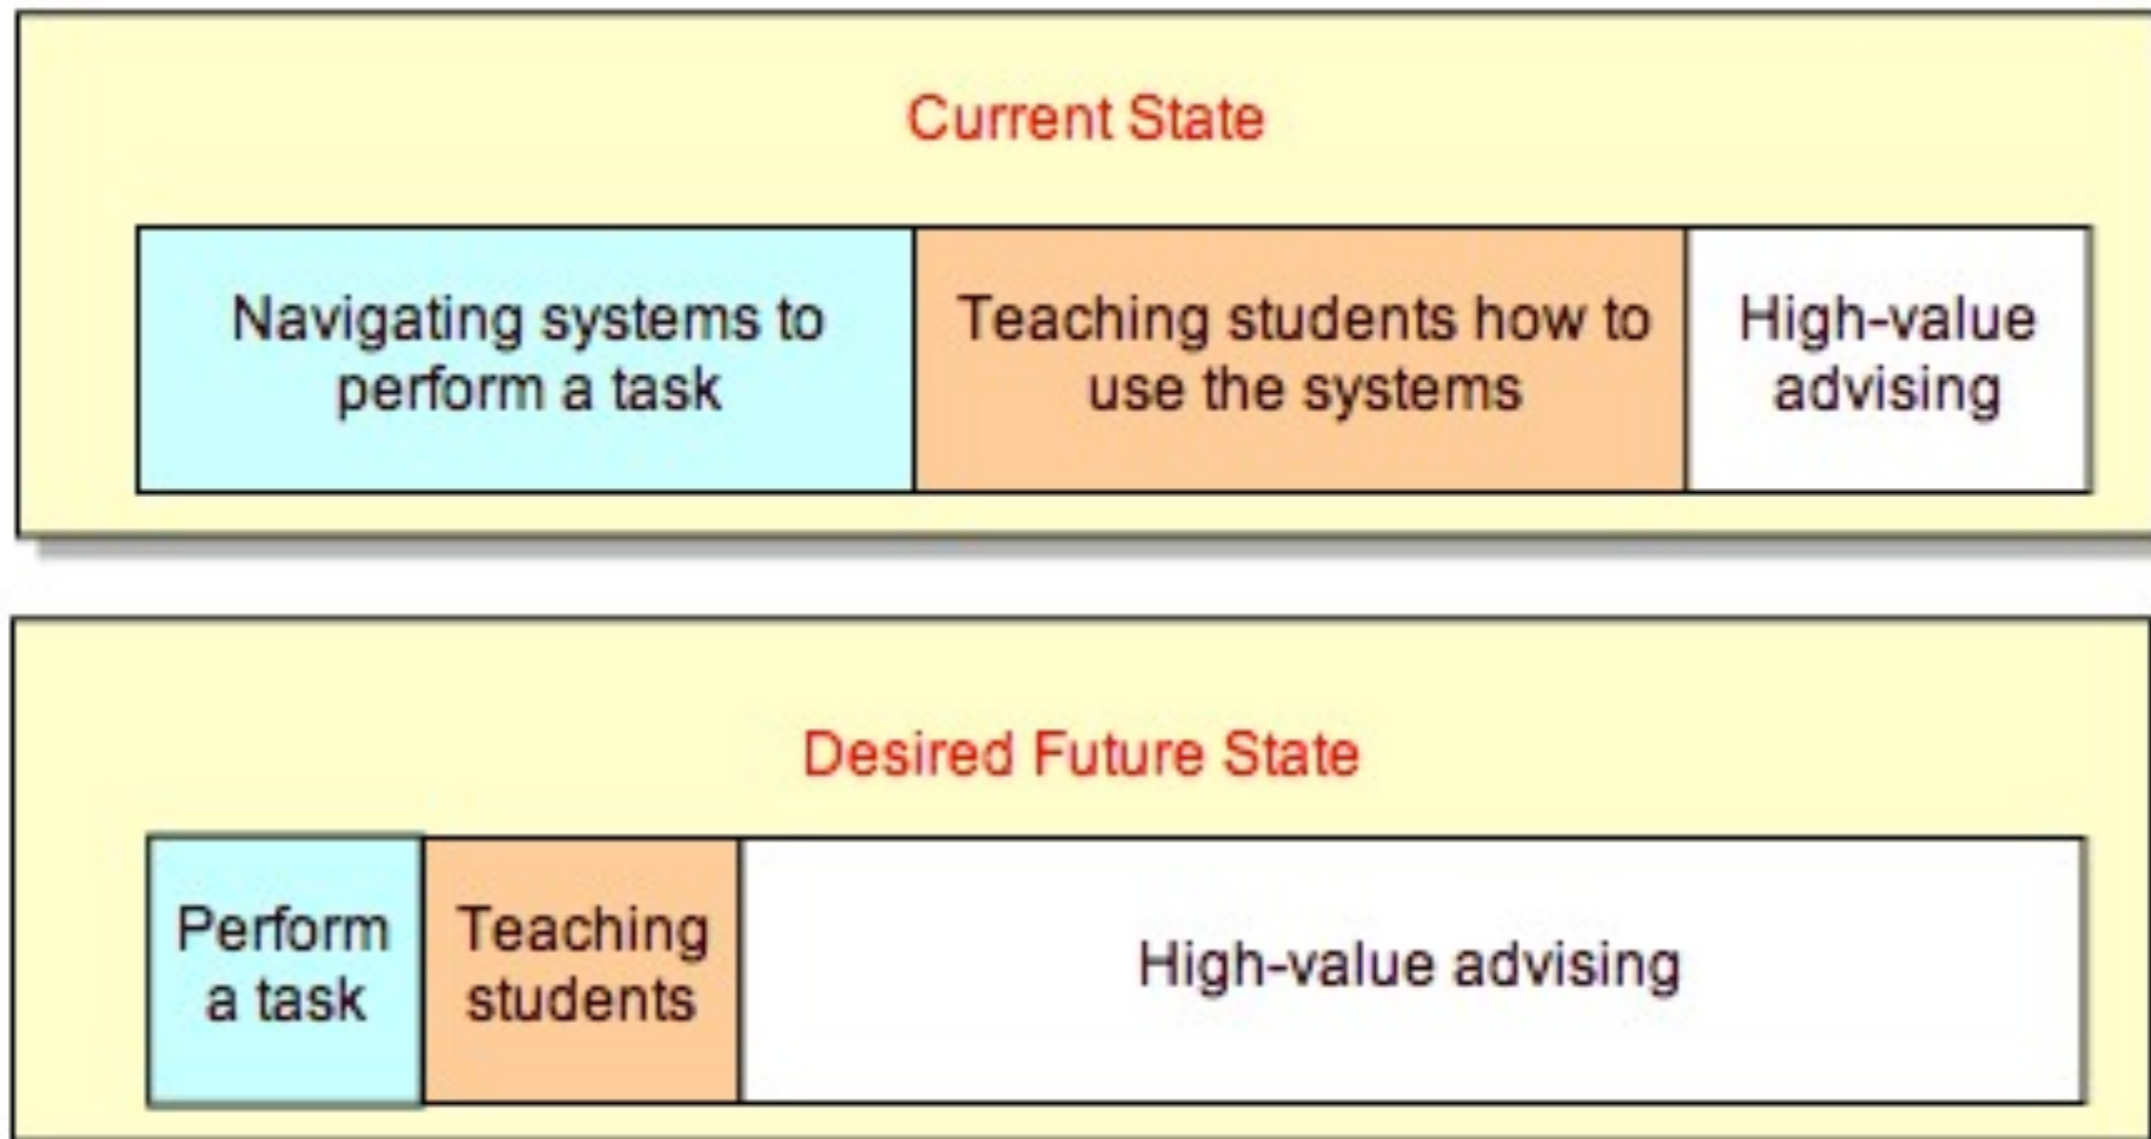 Current State
Navigating systems to
perform a task
Teaching students how to
use the systems
High-value
advising
Desired Future State
Perform
a task
Teaching
students
High-value advising